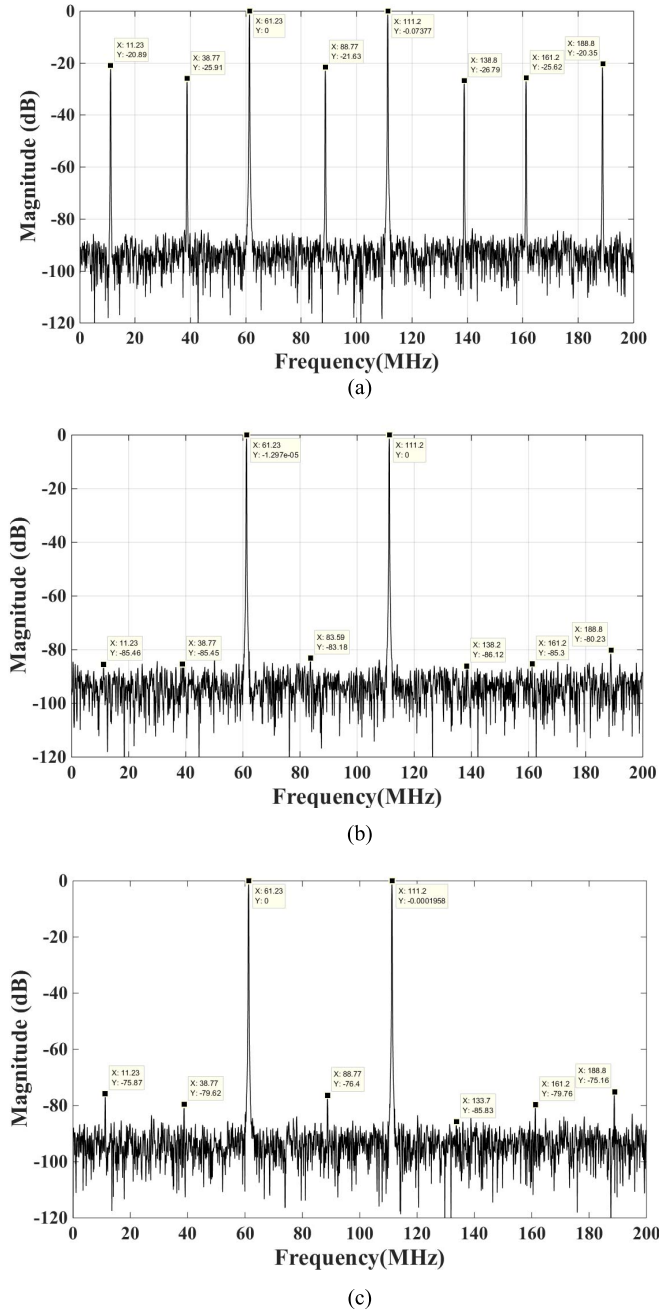 0
-20
-40
-60
-80
-100
-120
Magnitude (dB)
X: 11.23
Y: -20.89
X: 38.77
Y: -25.91
X: 61.23
Y: 0
X: 88.77
Y: -21.63
X: 111.2
Y: -0.07377
X: 138.8
Y: -26.79
X: 161.2
Y: -25.62
X: 188.8
Y: -20.35
0 20 40 60 80 100 120 140 160 180 200
Frequency(MHz)
(a)
0
-20
-40
-60
-80
-100
-120
Magnitude (dB)
X: 11.23
Y: -85.46
X: 38.77
Y: -85.45
X: 61.23
Y: -1.297e-05
X: 83.59
Y: -83.18
X: 111.2
Y: 0
X: 138.2
Y: -86.12
X: 161.2
Y: -85.3
X: 188.8
Y: -80.23
0 20 40 60 80 100 120 140 160 180 200
Frequency(MHz)
(b)
0
-20
-40
-60
-80
-100
-120
Magnitude (dB)
X: 11.23
Y: -75.87
X: 38.77
Y: -79.62
X: 61.23
Y: 0
X: 88.77
Y: -76.4
X: 111.2
Y: -0.0001958
X: 133.7
Y: -85.83
X: 161.2
Y: -79.76
X: 188.8
Y: -75.16
0 20 40 60 80 100 120 140 160 180 200
Frequency(MHz)
(c)